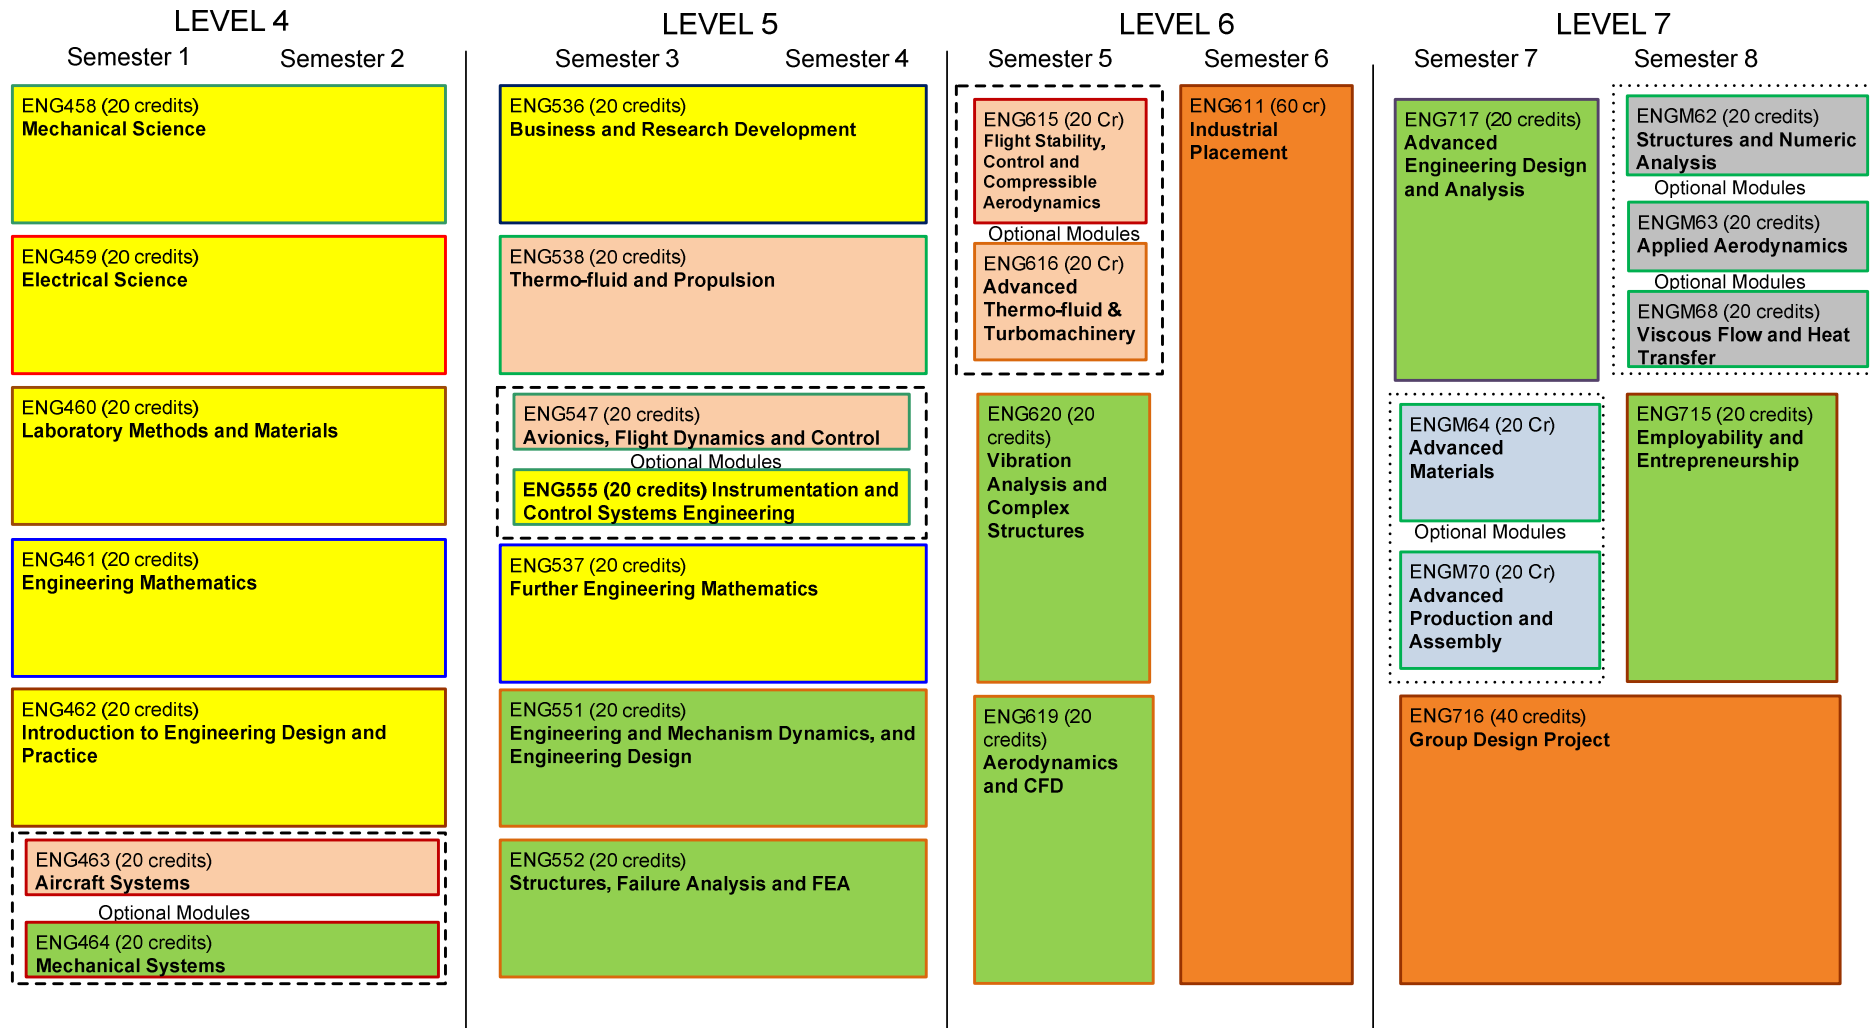 LEVEL 4
Semester 1
Semester 2
ENG458 (20 credits)
Mechanical Science
ENG459 (20 credits)
Electrical Science
ENG460 (20 credits)
Laboratory Methods and Materials
ENG461 (20 credits)
Engineering Mathematics
ENG462 (20 credits)
Introduction to Engineering Design and
Practice
ENG463 (20 credits)
Aircraft Systems
Optional Modules
ENG464 (20 credits)
Mechanical Systems
LEVEL 5
Semester 3
Semester 4
ENG536 (20 credits)
Business and Research Development
ENG538 (20 credits)
Thermo-fluid and Propulsion
ENG547 (20 credits)
Avionics, Flight Dynamics and Control
Optional Modules
ENG555 (20 credits) Instrumentation and
Control Systems Engineering
ENG537 (20 credits)
Further Engineering Mathematics
ENG551 (20 credits)
Engineering and Mechanism Dynamics, and
Engineering Design
ENG552 (20 credits)
Structures, Failure Analysis and FEA
LEVEL 6
Semester 5
Semester 6
ENG615 (20 Cr)
Flight Stability,
Control and
Compressible
Aerodynamics
Optional Modules
ENG616 (20 Cr)
Advanced
Thermo-fluid &
Turbomachinery
ENG620 (20
credits)
Vibration
Analysis and
Complex
Structures
ENG619 (20
credits)
Aerodynamics
and CFD
ENG611 (60 cr)
Industrial
Placement
LEVEL 7
Semester 7
Semester 8
ENG717 (20 credits)
Advanced
Engineering Design
and Analysis
ENGM64 (20 Cr)
Advanced
Materials
Optional Modules
ENGM70 (20 Cr)
Advanced
Production and
Assembly
ENGM62 (20 credits)
Structures and Numeric
Analysis
Optional Modules
ENGM63 (20 credits)
Applied Aerodynamics
Optional Modules
ENGM68 (20 credits)
Viscous Flow and Heat
Transfer
ENG715 (20 credits)
Employability and
Entrepreneurship
ENG716 (40 credits)
Group Design Project